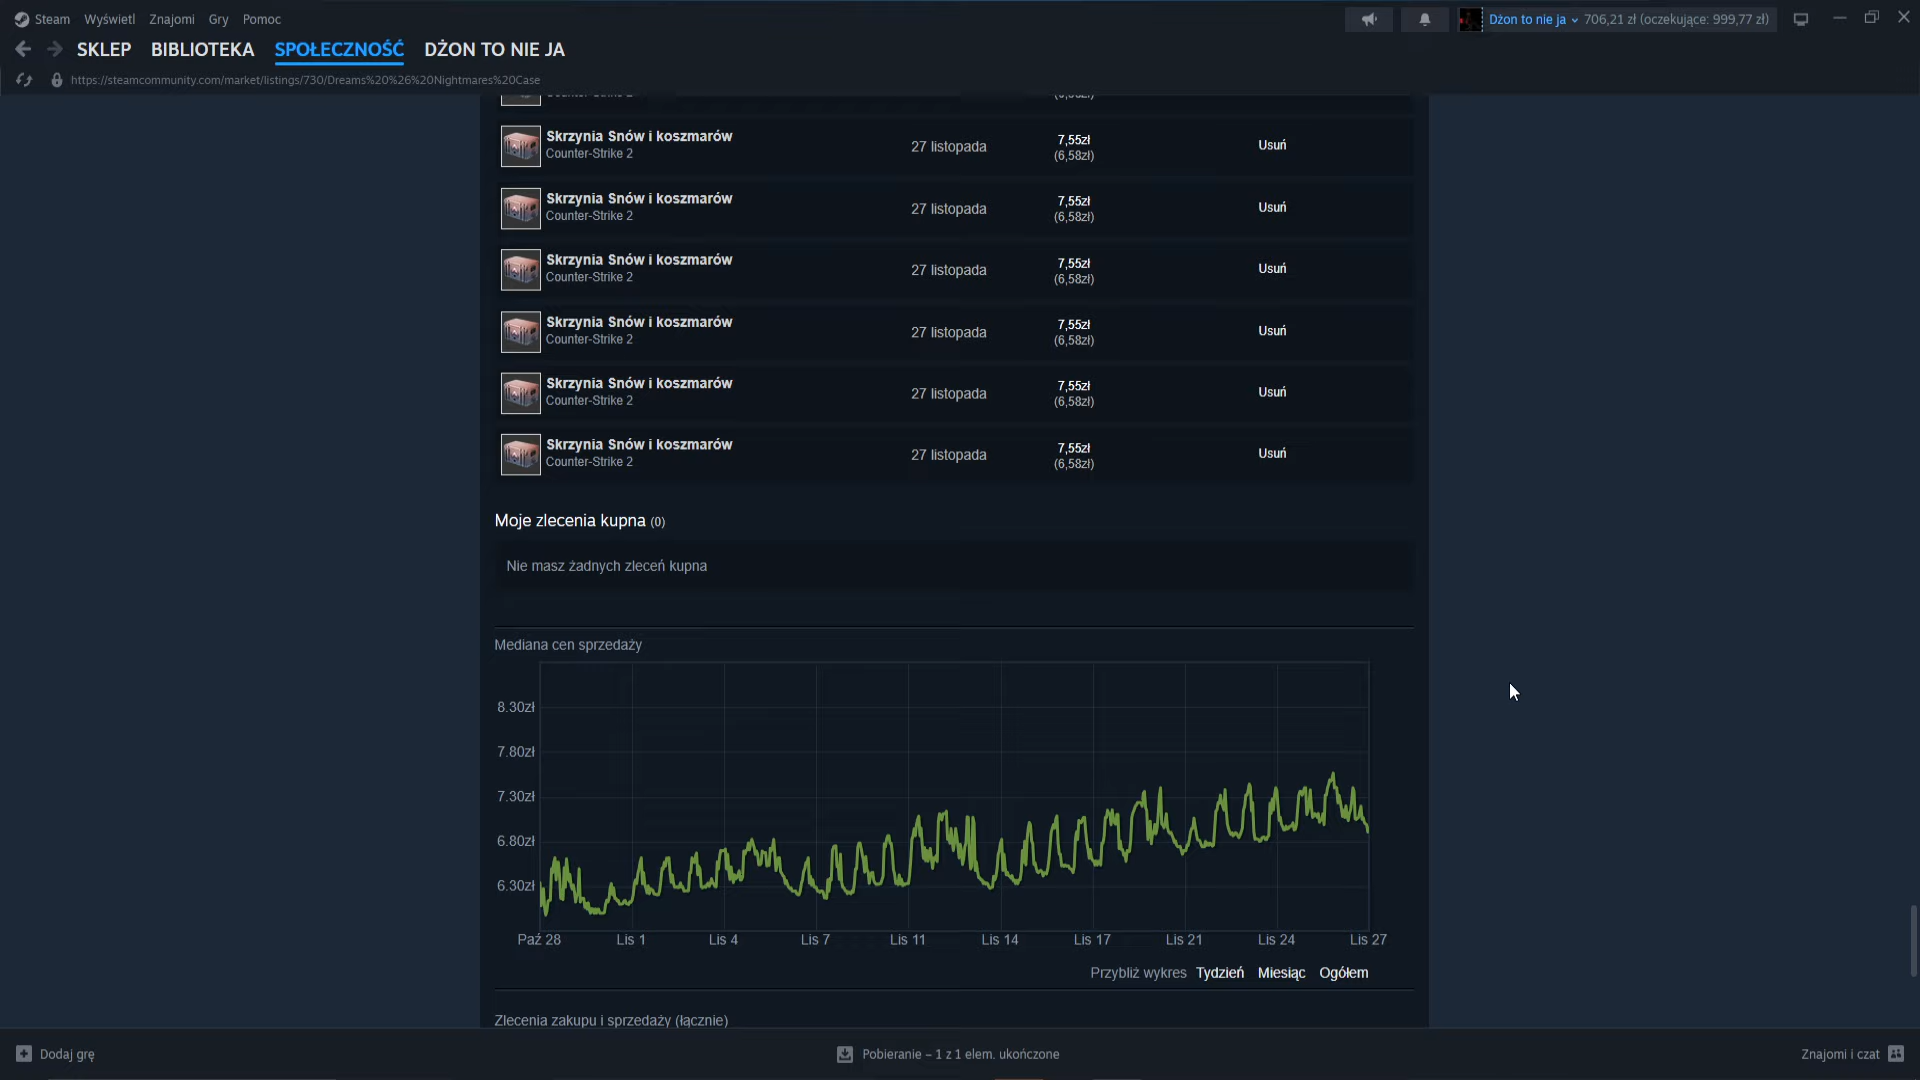 Steam Wyświetl Znajomi Gry Pomoc
Dżon to nie ja 706,21 zł (oczekujące: 999,77 zł)
SKLEP BIBLIOTEKA SPOŁECZNOŚĆ DŻON TO NIE JA
https://steamcommunity.com/market/listings/730/Dreams%20%26%20Nightmares%20Case
Skrzynia Snów i koszmarów
Counter-Strike 2
27 listopada
7,55zł
(6,58zł)
Usuń
Skrzynia Snów i koszmarów
Counter-Strike 2
27 listopada
7,55zł
(6,58zł)
Usuń
Skrzynia Snów i koszmarów
Counter-Strike 2
27 listopada
7,55zł
(6,58zł)
Usuń
Skrzynia Snów i koszmarów
Counter-Strike 2
27 listopada
7,55zł
(6,58zł)
Usuń
Skrzynia Snów i koszmarów
Counter-Strike 2
27 listopada
7,55zł
(6,58zł)
Usuń
Skrzynia Snów i koszmarów
Counter-Strike 2
27 listopada
7,55zł
(6,58zł)
Usuń
Moje zlecenia kupna (0)
Nie masz żadnych zleceń kupna
Mediana cen sprzedaży
8.30zł
7.80zł
7.30zł
6.80zł
6.30zł
Paź 28 Lis 1 Lis 4 Lis 7 Lis 11 Lis 14 Lis 17 Lis 21 Lis 24 Lis 27
Przybliż wykres Tydzień Miesiąc Ogółem
Zlecenia zakupu i sprzedaży (łącznie)
Dodaj grę
Pobieranie – 1 z 1 elem. ukończone
Znajomi i czat